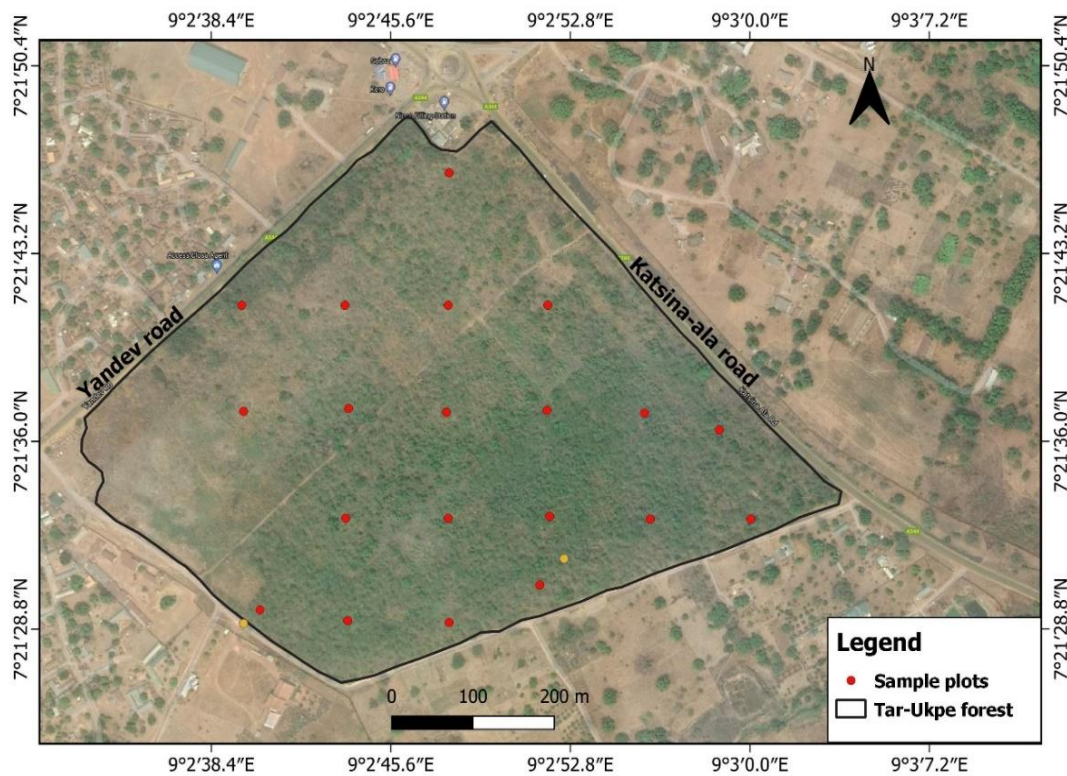 9°2′38.4″E 9°2′45.6″E 9°2′52.8″E 9°3′0.0″E 9°3′7.2″E
7°21′50.4″N 7°21′50.4″N
N
Access Closa Agent
7°21′43.2″N 7°21′43.2″N
Yandev road
Katsina-ala road
7°21′36.0″N 7°21′36.0″N
7°21′28.8″N 7°21′28.8″N
Legend
Sample plots
Tar-Ukpe forest
0 100 200 m
9°2′38.4″E 9°2′45.6″E 9°2′52.8″E 9°3′0.0″E 9°3′7.2″E